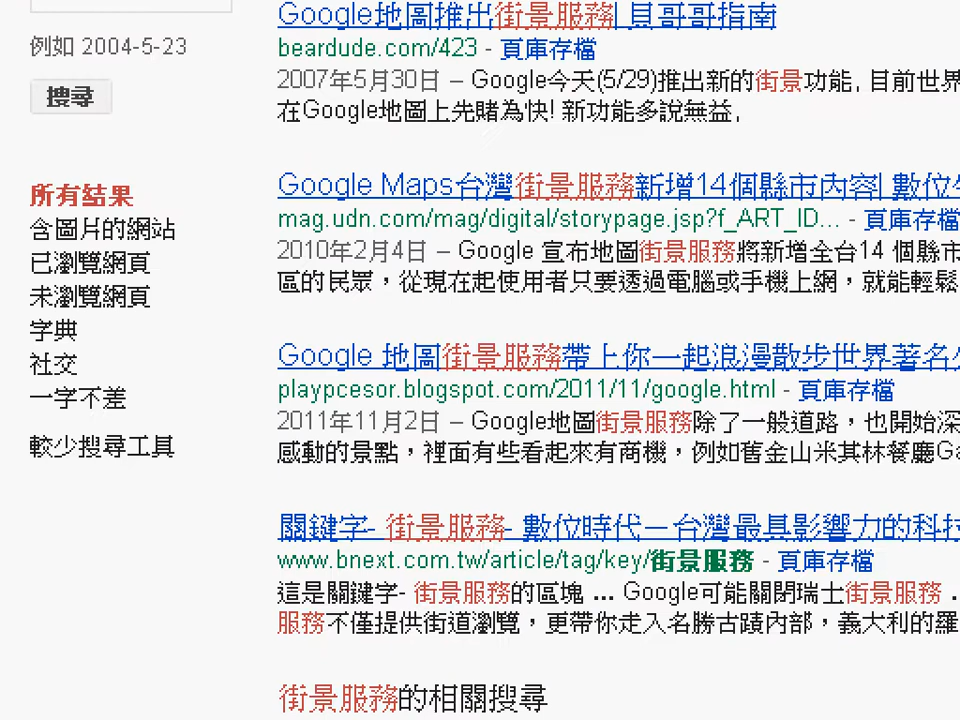 例如 2004-5-23
搜尋
所有結果
含圖片的網站
已瀏覽網頁
未瀏覽網頁
字典
社交
一字不差
較少搜尋工具
Google地圖推出街景服務| 貝哥哥指南
beardude.com/423 - 頁庫存檔
2007年5月30日 – Google今天(5/29)推出新的街景功能, 目前世界
在Google地圖上先賭為快! 新功能多說無益,
Google Maps台灣街景服務新增14個縣市內容| 數位
mag.udn.com/mag/digital/storypage.jsp?f_ART_ID... - 頁庫存檔
2010年2月4日 – Google 宣布地圖街景服務將新增全台14 個縣市
區的民眾，從現在起使用者只要透過電腦或手機上網，就能輕鬆
Google 地圖街景服務帶上你一起浪漫散步世界著名
playpcesor.blogspot.com/2011/11/google.html - 頁庫存檔
2011年11月2日 – Google地圖街景服務除了一般道路，也開始深
感動的景點，裡面有些看起來有商機，例如舊金山米其林餐廳Ga
關鍵字- 街景服務- 數位時代－台灣最具影響力的科技
www.bnext.com.tw/article/tag/key/街景服務 - 頁庫存檔
這是關鍵字- 街景服務的區塊 ... Google可能關閉瑞士街景服務 .
服務不僅提供街道瀏覽，更帶你走入名勝古蹟內部，義大利的羅
街景服務的相關搜尋